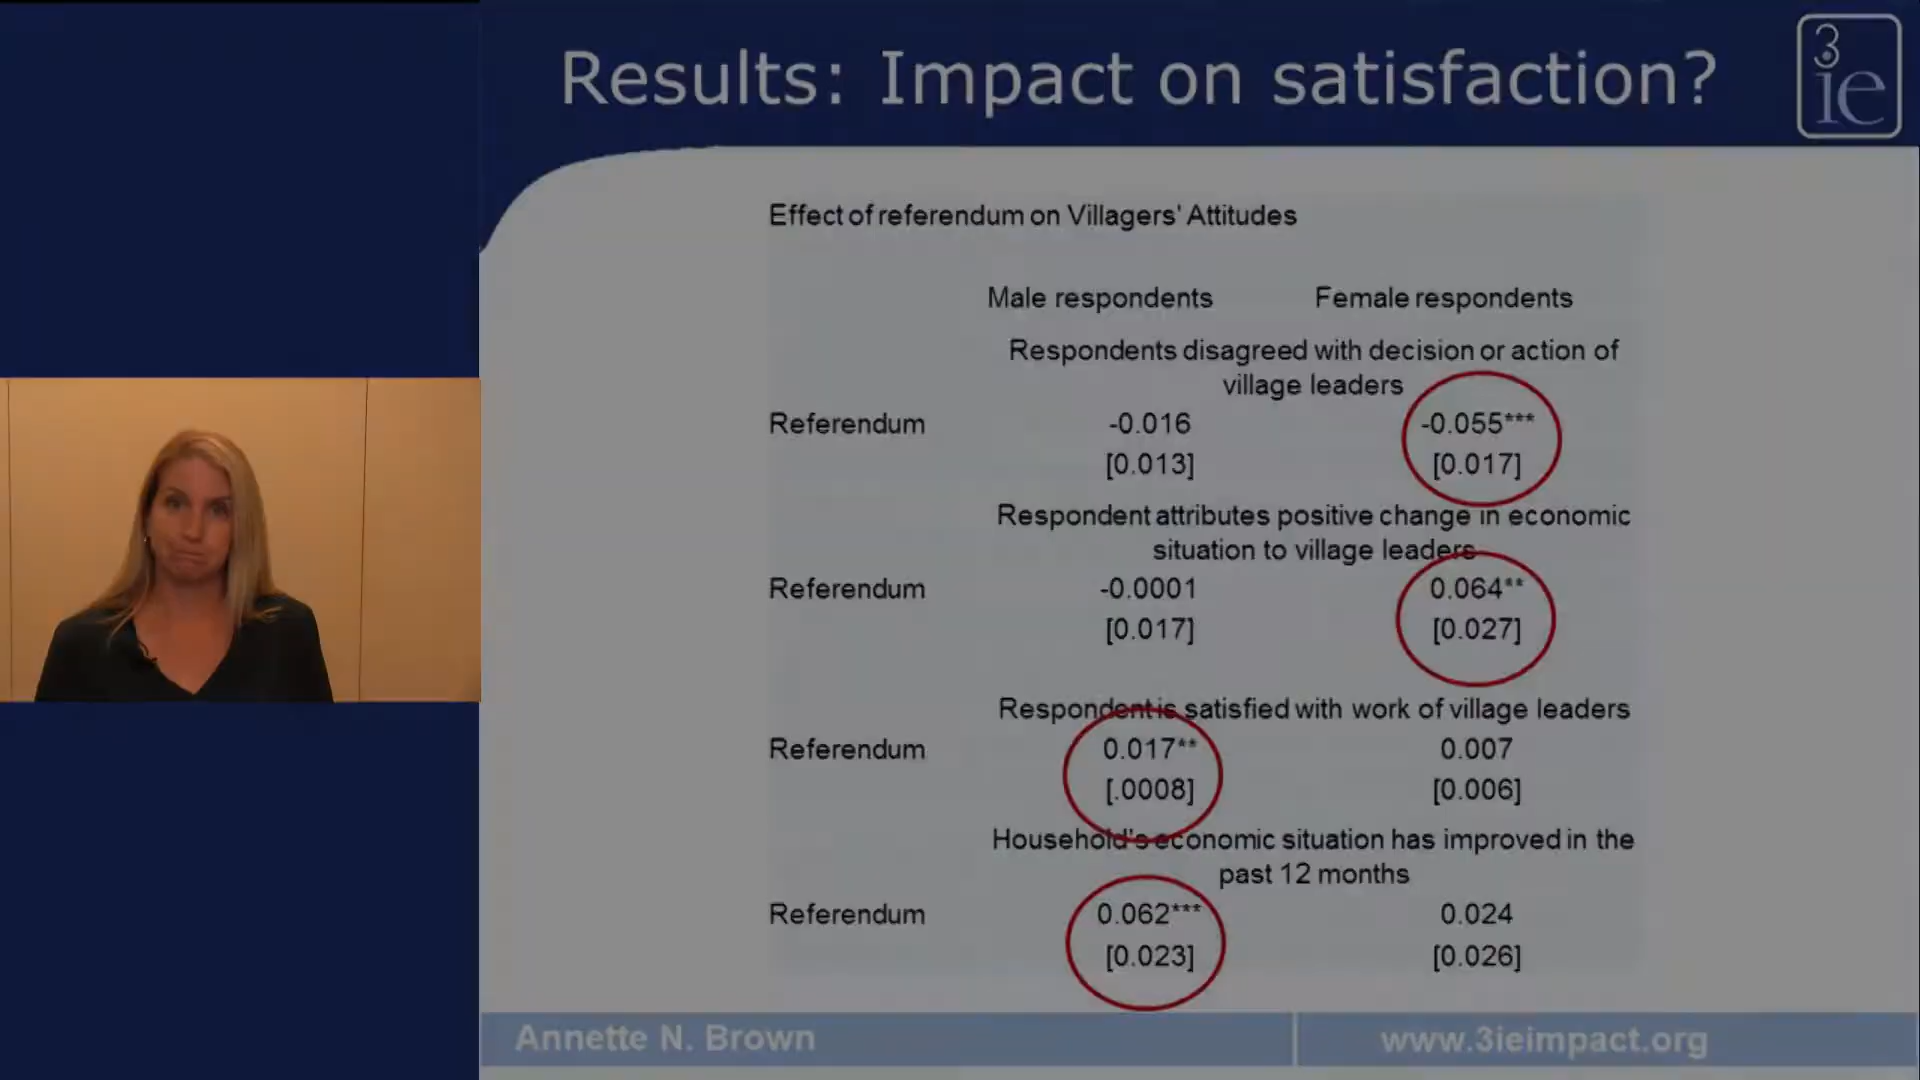 Results: Impact on satisfaction?
3
ie
Effect of referendum on Villagers' Attitudes
Male respondents Female respondents
Respondents disagreed with decision or action of
village leaders
Referendum -0.016 -0.055***
[0.013] [0.017]
Respondent attributes positive change in economic
situation to village leaders
Referendum -0.0001 0.064**
[0.017] [0.027]
Respondent is satisfied with work of village leaders
Referendum 0.017** 0.007
[.0008] [0.006]
Household's economic situation has improved in the
past 12 months
Referendum 0.062*** 0.024
[0.023] [0.026]
Annette N. Brown www.3ieimpact.org